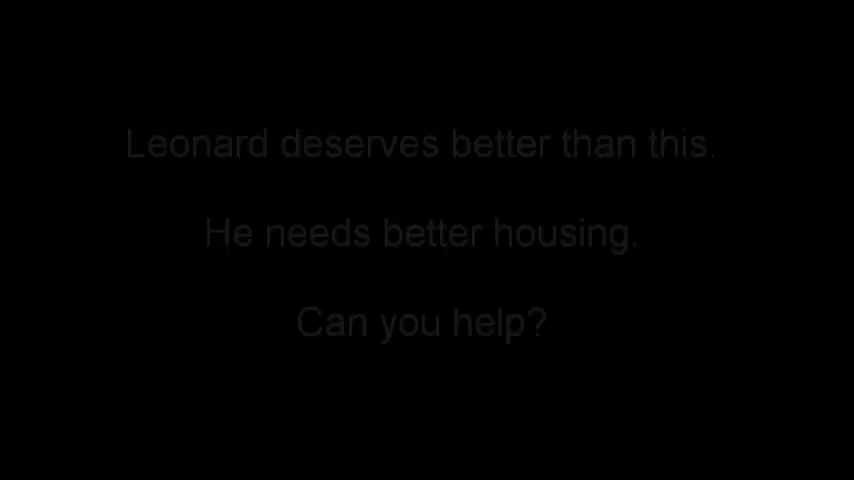 Leonard deserves better than this.
He needs better housing.
Can you help?